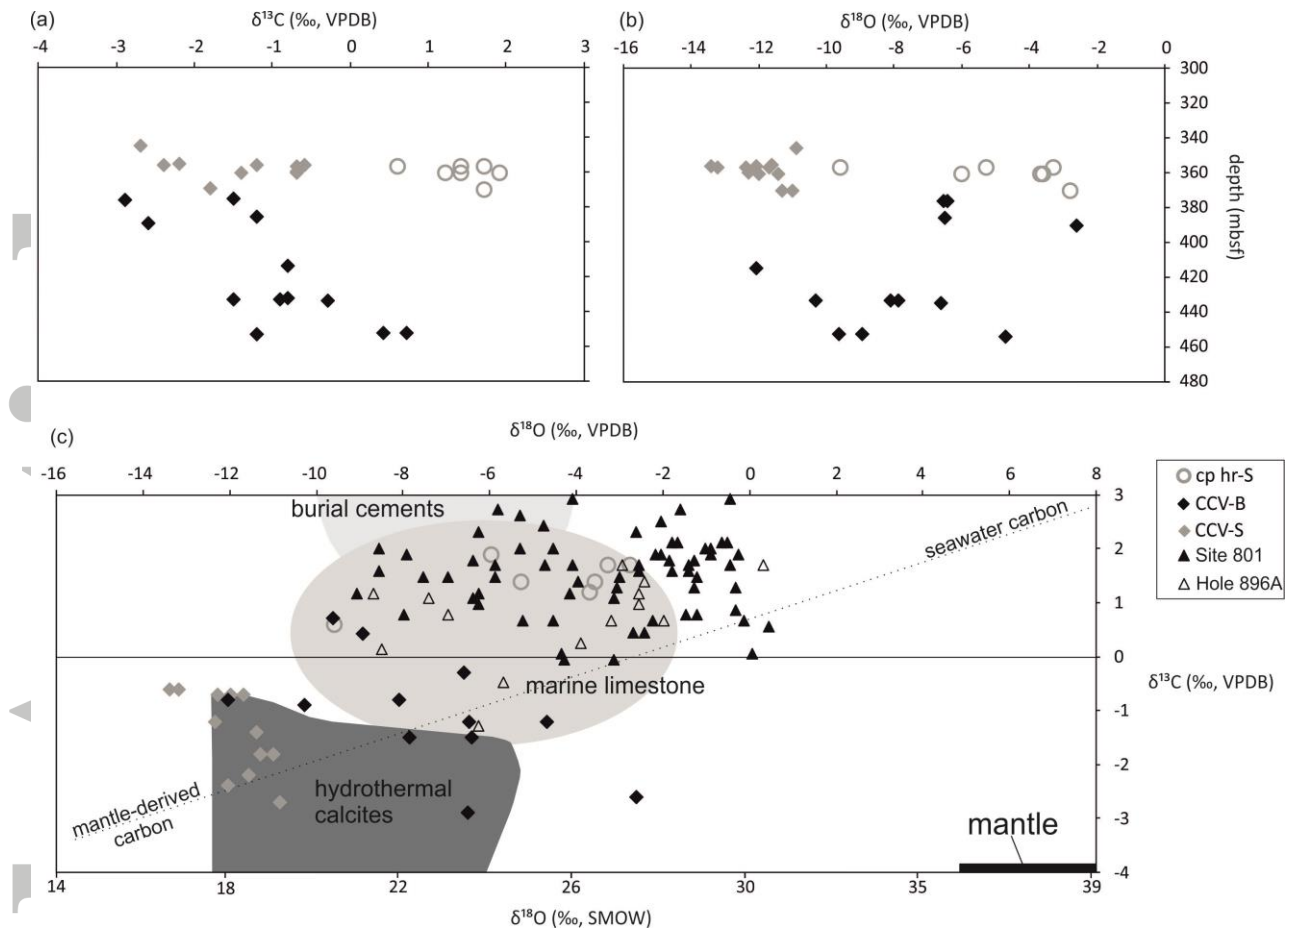 (a)
δ¹³C (‰, VPDB)
-4 -3 -2 -1 0 1 2 3
(b)
δ¹⁸O (‰, VPDB)
-16 -14 -12 -10 -8 -6 -4 -2 0
300
320
340
360
380
400
420
440
460
480
depth (mbsf)
(c)
δ¹⁸O (‰, VPDB)
-16 -14 -12 -10 -8 -6 -4 -2 0 2 4 6 8
3
2
1
0
-1
-2
-3
-4
δ¹³C (‰, VPDB)
burial cements
seawater carbon
marine limestone
mantle-derived
carbon
hydrothermal
calcites
mantle
14 18 22 26 30 35 39
δ¹⁸O (‰, SMOW)
cp hr-S
CCV-B
CCV-S
Site 801
Hole 896A